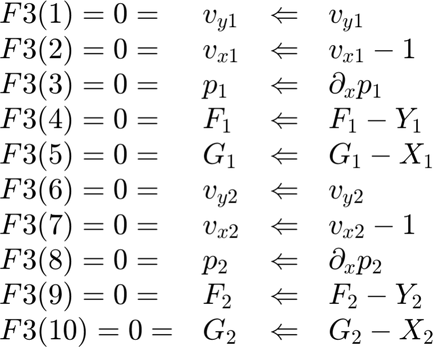 F3(1) = 0 = v_{y1} ⇐ v_{y1}
F3(2) = 0 = v_{x1} ⇐ v_{x1} − 1
F3(3) = 0 = p_1 ⇐ ∂_x p_1
F3(4) = 0 = F_1 ⇐ F_1 − Y_1
F3(5) = 0 = G_1 ⇐ G_1 − X_1
F3(6) = 0 = v_{y2} ⇐ v_{y2}
F3(7) = 0 = v_{x2} ⇐ v_{x2} − 1
F3(8) = 0 = p_2 ⇐ ∂_x p_2
F3(9) = 0 = F_2 ⇐ F_2 − Y_2
F3(10) = 0 = G_2 ⇐ G_2 − X_2